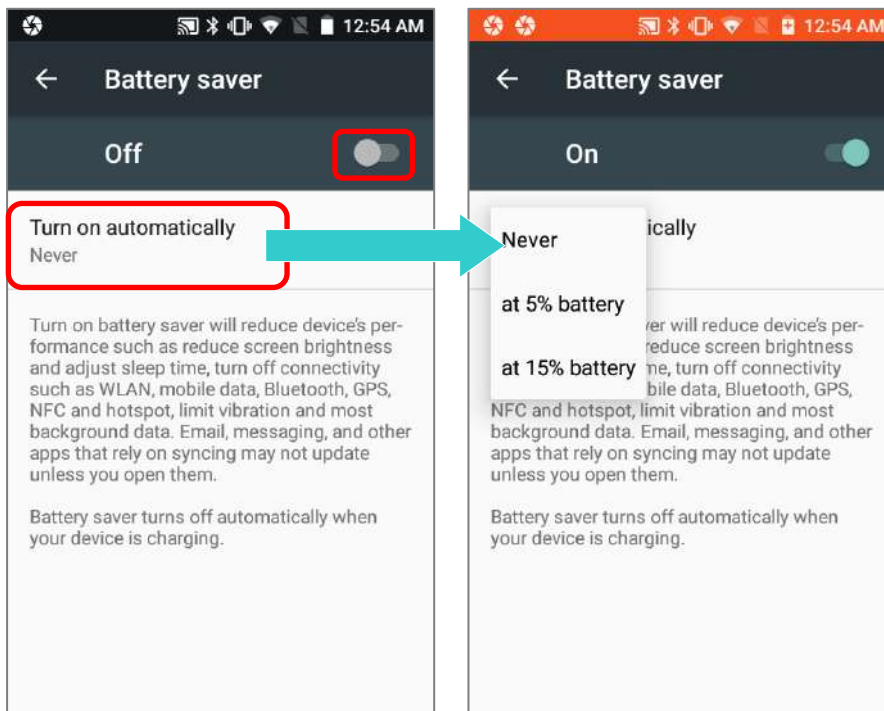 12:54 AM
Battery saver
Off
Turn on automatically
Never
Turn on battery saver will reduce device's per-
formance such as reduce screen brightness
and adjust sleep time, turn off connectivity
such as WLAN, mobile data, Bluetooth, GPS,
NFC and hotspot, limit vibration and most
background data. Email, messaging, and other
apps that rely on syncing may not update
unless you open them.
Battery saver turns off automatically when
your device is charging.
12:54 AM
Battery saver
On
ically
Never
at 5% battery
at 15% battery
er will reduce device's per-
reduce screen brightness
me, turn off connectivity
bile data, Bluetooth, GPS,
NFC and hotspot, limit vibration and most
background data. Email, messaging, and other
apps that rely on syncing may not update
unless you open them.
Battery saver turns off automatically when
your device is charging.